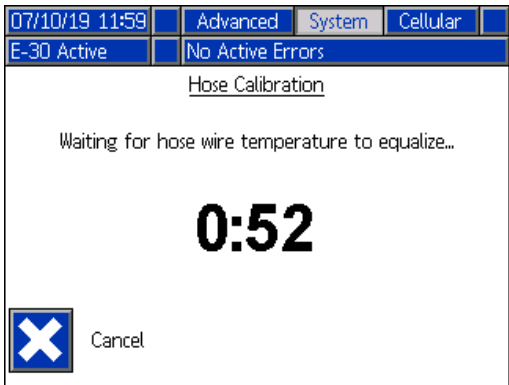 07/10/19 11:59 Advanced System Cellular
E-30 Active No Active Errors
Hose Calibration
Waiting for hose wire temperature to equalize...
0:52
Cancel